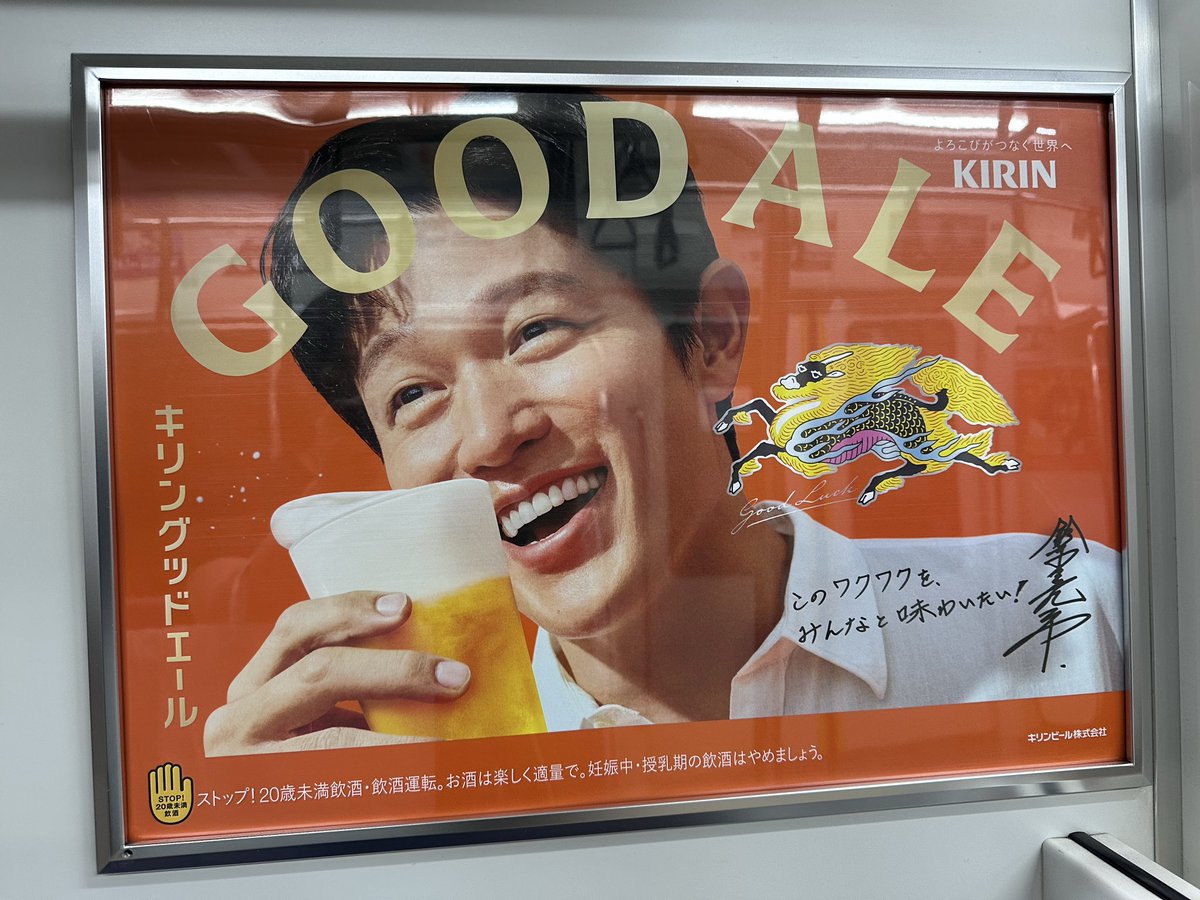 GOOD ALE
よろこびがつなぐ世界へ
KIRIN
キリングッドエール
Good Luck
このワクワクを、
みんなと味わいたい!
鈴木亮平
キリンビール株式会社
STOP!
20歳未満
飲酒
ストップ!20歳未満飲酒・飲酒運転。お酒は楽しく適量で。妊娠中・授乳期の飲酒はやめましょう。